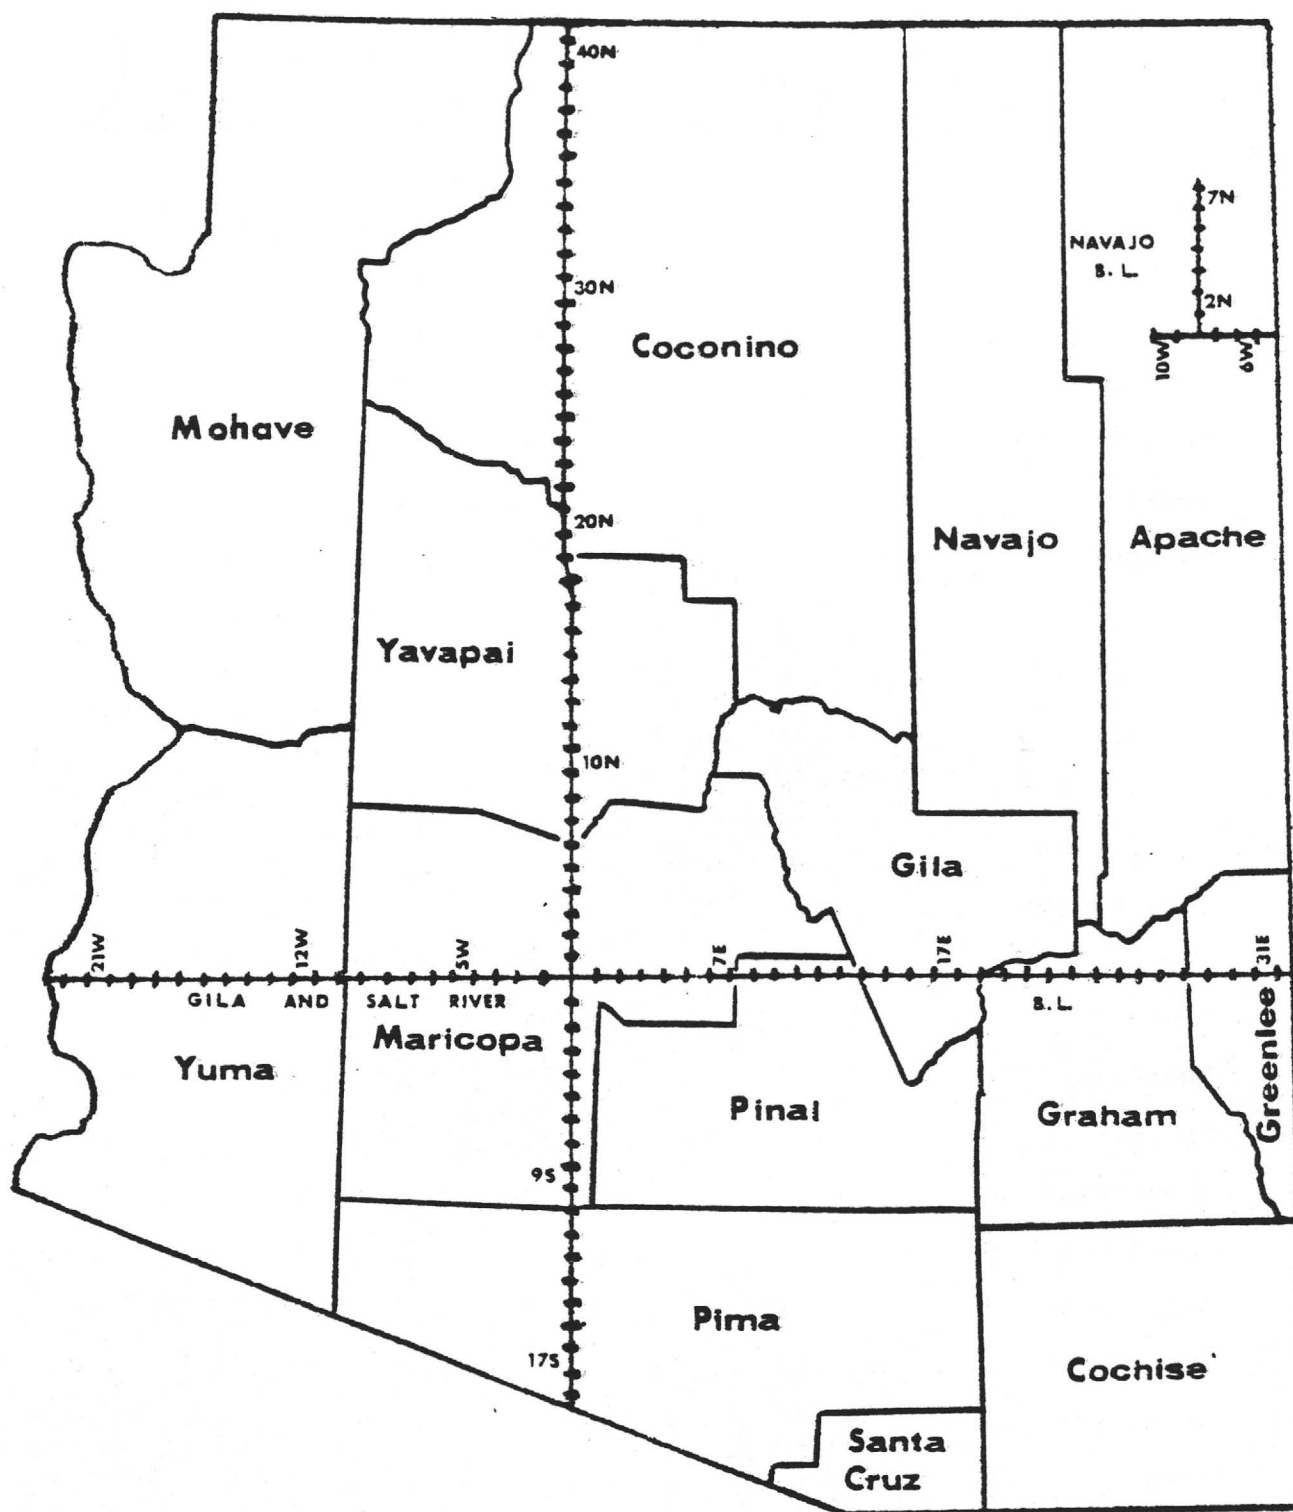 40N
7N
NAVAJO
B. L.
30N
2N
10W
6W
Coconino
Mohave
20N
Navajo
Apache
Yavapai
10N
Gila
21W
12W
5W
7E
17E
31E
GILA AND SALT RIVER
B. L.
Maricopa
Yuma
Greenlee
Pinal
Graham
9S
Pima
17S
Cochise
Santa
Cruz